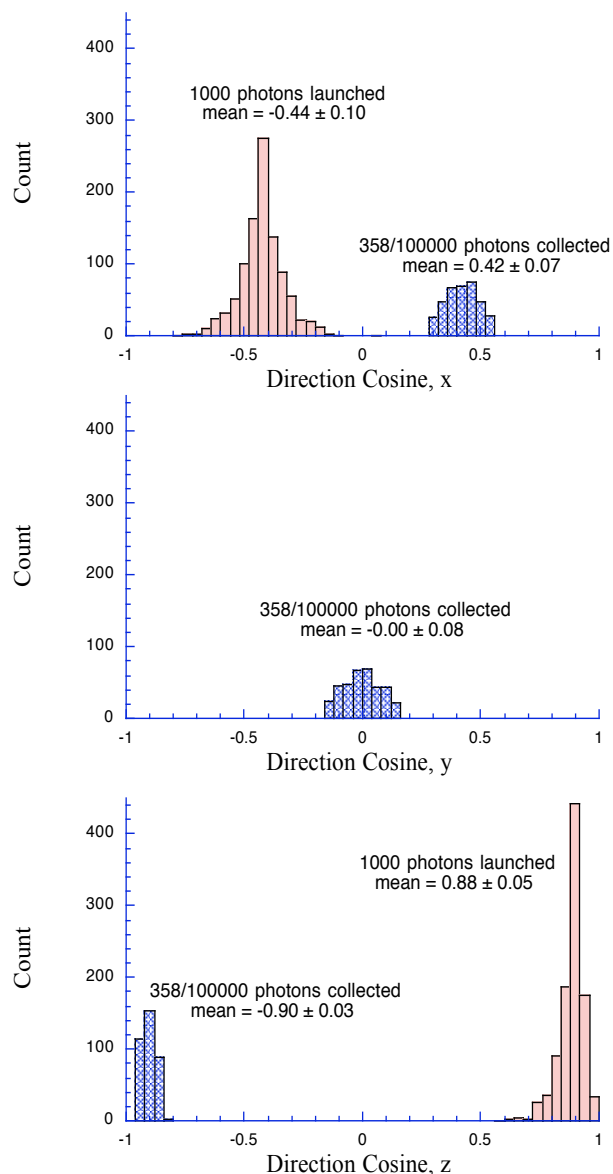 400
1000 photons launched
mean = -0.44 ± 0.10
300
Count
200
358/100000 photons collected
mean = 0.42 ± 0.07
100
0
-1 -0.5 0 0.5 1
Direction Cosine, x
400
300
Count
200
358/100000 photons collected
mean = -0.00 ± 0.08
100
0
-1 -0.5 0 0.5 1
Direction Cosine, y
400
1000 photons launched
mean = 0.88 ± 0.05
300
Count
200
358/100000 photons collected
mean = -0.90 ± 0.03
100
0
-1 -0.5 0 0.5 1
Direction Cosine, z